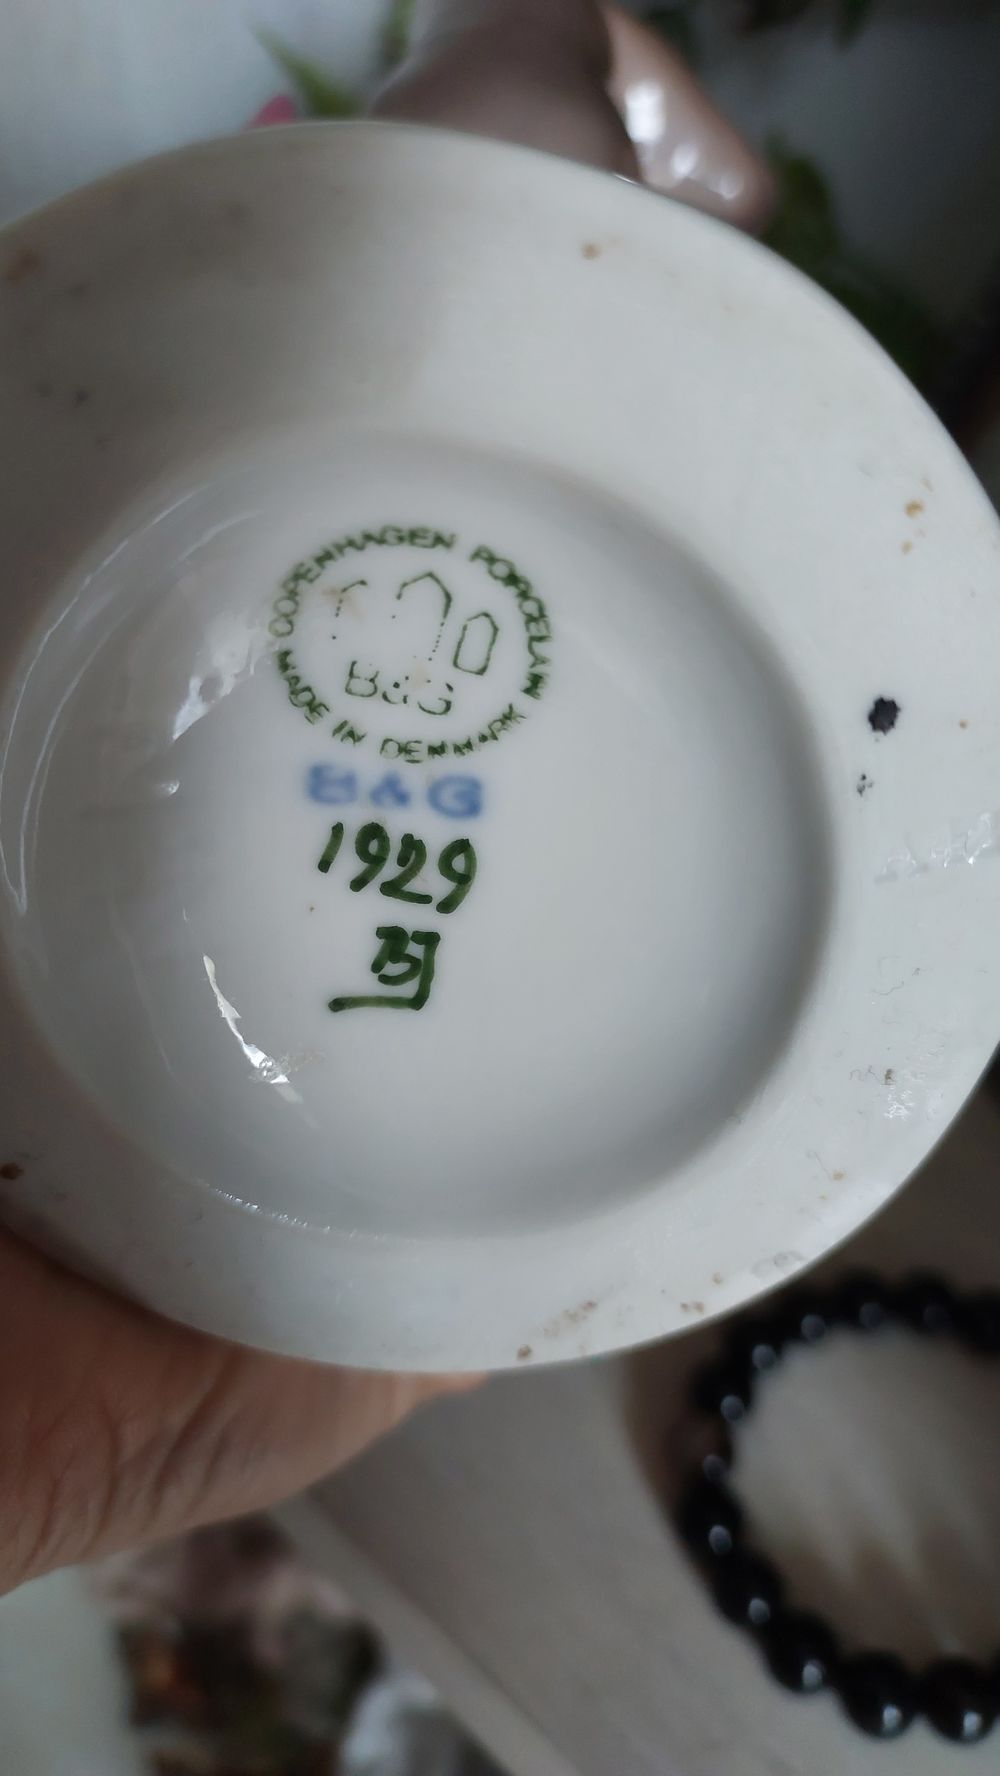 COPENHAGEN PORCELAIN
B&G
MADE IN DENMARK
B&G
1929